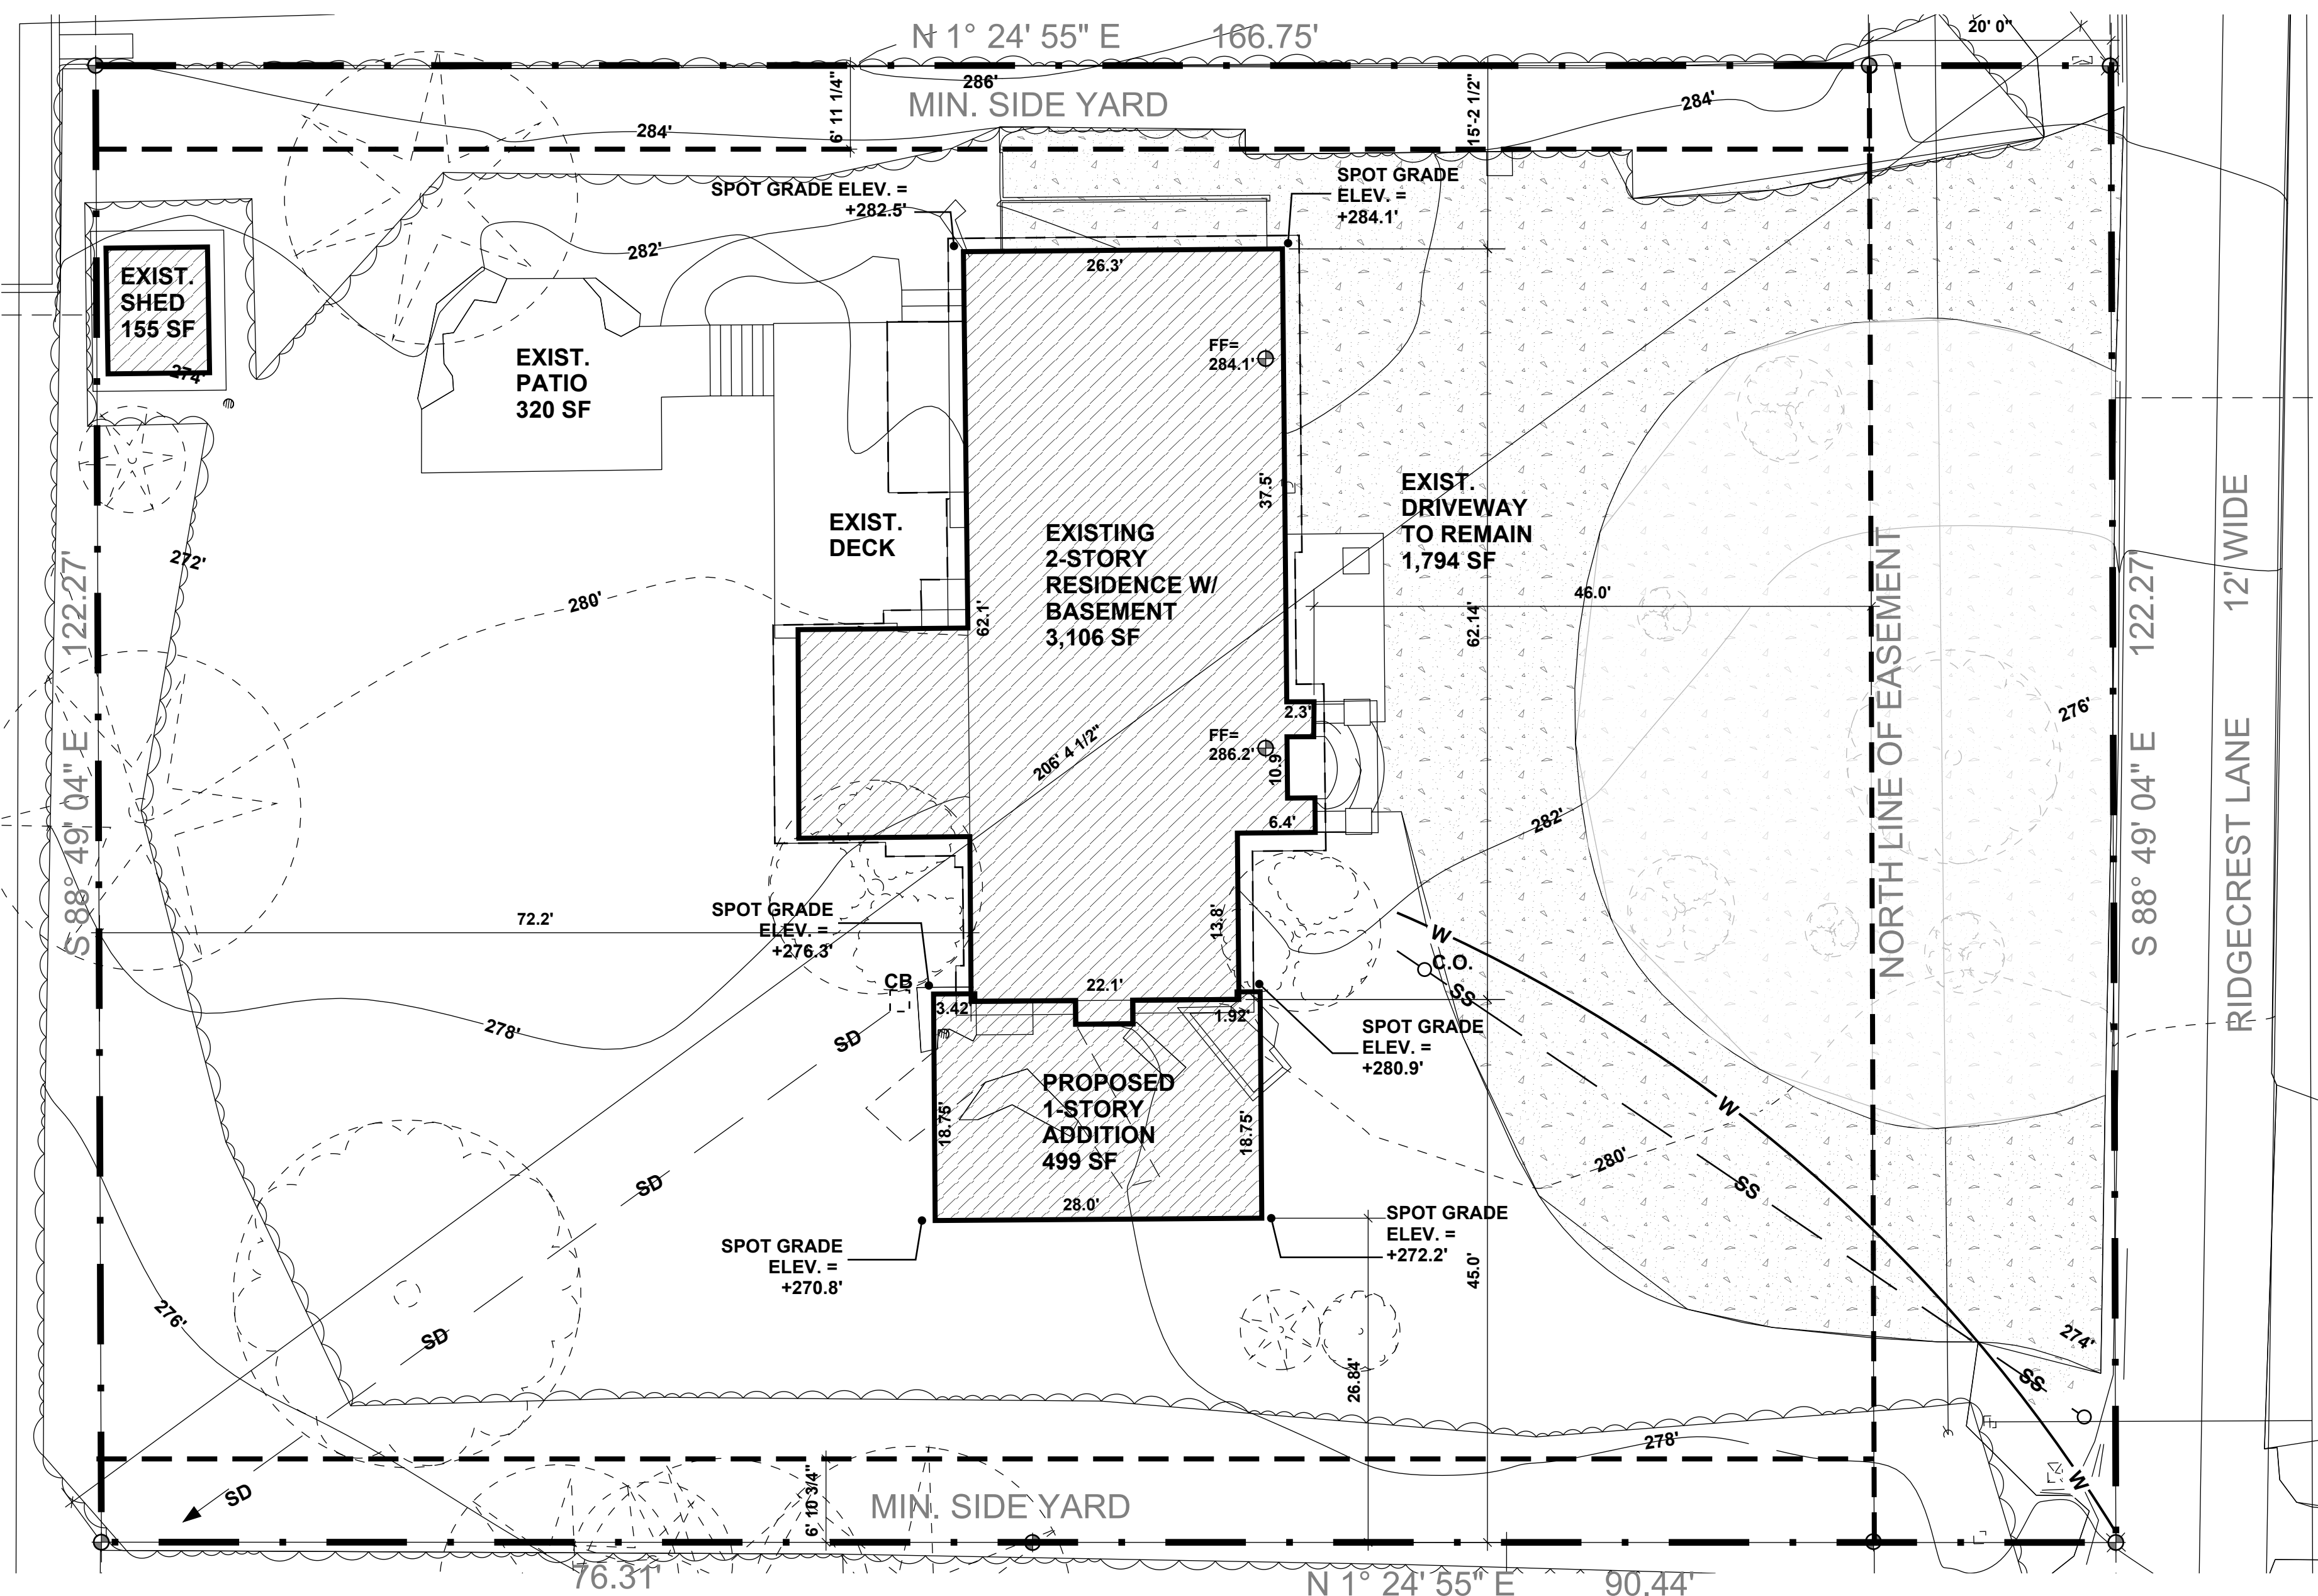 N 1° 24' 55" E 166.75'
20' 0"
286'
MIN. SIDE YARD
6' 11 1/4"
15'-2 1/2"
284'
284'
SPOT GRADE ELEV. =
+282.5'
SPOT GRADE
ELEV. =
+284.1'
282'
26.3'
EXIST.
SHED
155 SF
274'
EXIST.
PATIO
320 SF
FF=
284.1'
37.5'
EXIST.
DECK
EXISTING
2-STORY
RESIDENCE W/
BASEMENT
3,106 SF
EXIST.
DRIVEWAY
TO REMAIN
1,794 SF
272'
280'
62.1'
46.0'
62.14'
S 88° 49' 04" E 122.27'
NORTH LINE OF EASEMENT
S 88° 49' 04" E 122.27'
RIDGECREST LANE 12' WIDE
276'
2.3'
FF=
286.2'
10.9'
206' 4 1/2"
6.4'
282'
72.2'
SPOT GRADE
ELEV. =
+276.3'
13.8'
W
C.O.
SS
CB
22.1'
3.42'
1.92'
278'
SD
SPOT GRADE
ELEV. =
+280.9'
PROPOSED
1-STORY
ADDITION
499 SF
18.75'
18.75'
W
280'
SS
SD
28.0'
SPOT GRADE
ELEV. =
+272.2'
SPOT GRADE
ELEV. =
+270.8'
45.0'
276'
SD
274'
26.84'
SS
278'
W
SD
6' 10 3/4"
MIN. SIDE YARD
76.31'
N 1° 24' 55" E 90.44'